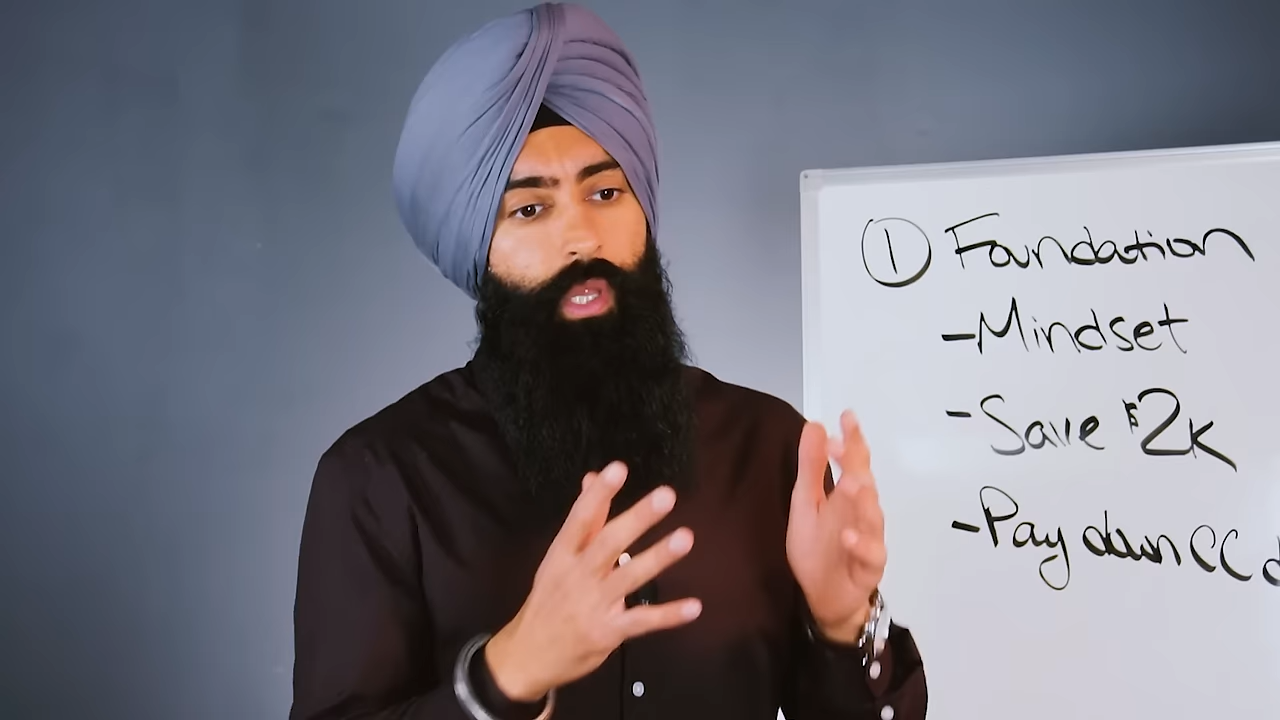 ① Foundation
-Mindset
-Save $2k
-Pay down CC d